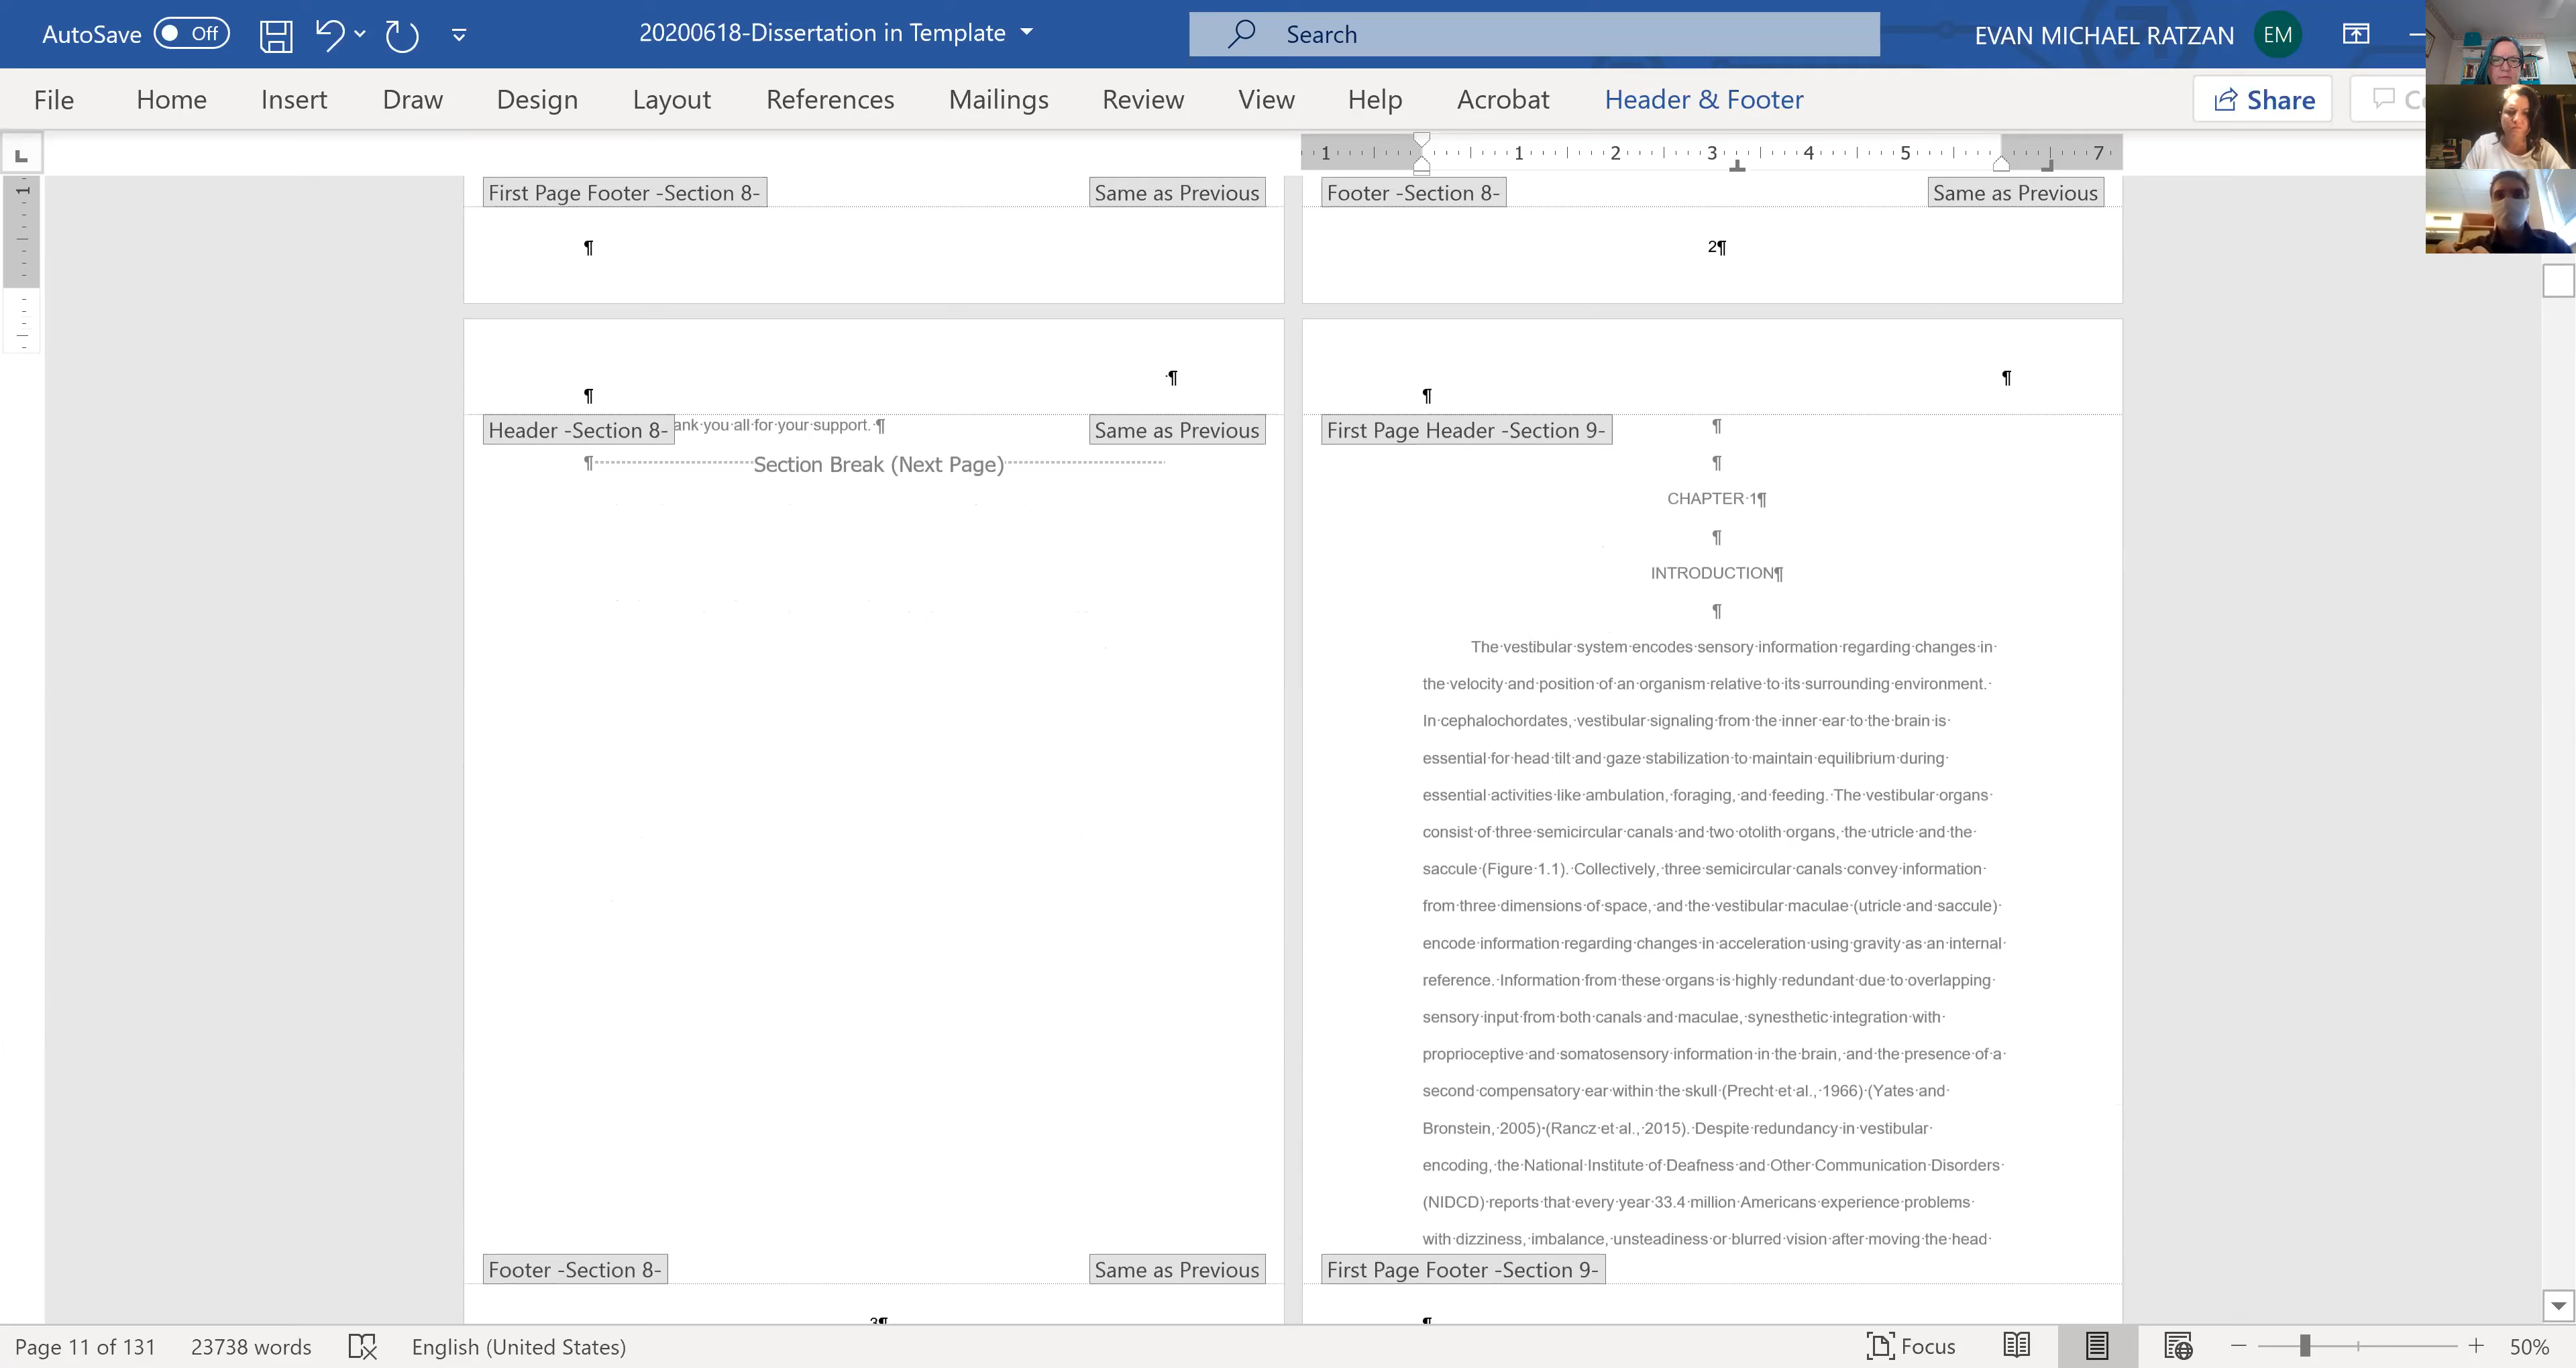 AutoSave Off 20200618-Dissertation in Template Search EVAN MICHAEL RATZAN EM
File Home Insert Draw Design Layout References Mailings Review View Help Acrobat Header & Footer Share
1 1 2 3 4 5 7
1
First Page Footer -Section 8- Same as Previous
¶
Footer -Section 8- Same as Previous
2¶
¶
¶
Header -Section 8- ank·you·all·for·your·support.·¶ Same as Previous
¶ Section Break (Next Page)
Footer -Section 8- Same as Previous
3¶
¶
¶
First Page Header -Section 9- ¶
¶
CHAPTER·1¶
¶
INTRODUCTION¶
¶
The·vestibular·system·encodes·sensory·information·regarding·changes·in·
the·velocity·and·position·of·an·organism·relative·to·its·surrounding·environment.·
In·cephalochordates,·vestibular·signaling·from·the·inner·ear·to·the·brain·is·
essential·for·head·tilt·and·gaze·stabilization·to·maintain·equilibrium·during·
essential·activities·like·ambulation,·foraging,·and·feeding.·The·vestibular·organs·
consist·of·three·semicircular·canals·and·two·otolith·organs,·the·utricle·and·the·
saccule·(Figure·1.1).·Collectively,·three·semicircular·canals·convey·information·
from·three·dimensions·of·space,·and·the·vestibular·maculae·(utricle·and·saccule)·
encode·information·regarding·changes·in·acceleration·using·gravity·as·an·internal·
reference.·Information·from·these·organs·is·highly·redundant·due·to·overlapping·
sensory·input·from·both·canals·and·maculae,·synesthetic·integration·with·
proprioceptive·and·somatosensory·information·in·the·brain,·and·the·presence·of·a·
second·compensatory·ear·within·the·skull·(Precht·et·al.,·1966)·(Yates·and·
Bronstein,·2005)·(Rancz·et·al.,·2015).·Despite·redundancy·in·vestibular·
encoding,·the·National·Institute·of·Deafness·and·Other·Communication·Disorders·
(NIDCD)·reports·that·every·year·33.4·million·Americans·experience·problems·
with·dizziness,·imbalance,·unsteadiness·or·blurred·vision·after·moving·the·head·
First Page Footer -Section 9-
¶
Page 11 of 131 23738 words English (United States) Focus 50%